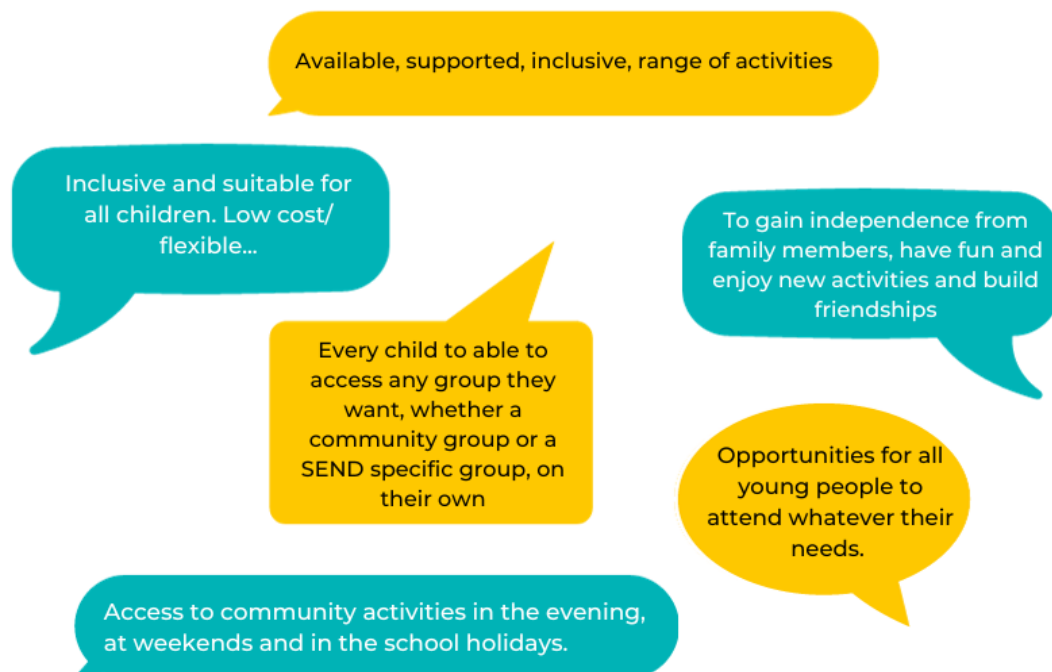 Available, supported, inclusive, range of activities
Inclusive and suitable for
all children. Low cost/
flexible...
To gain independence from
family members, have fun and
enjoy new activities and build
friendships
Every child to able to
access any group they
want, whether a
community group or a
SEND specific group, on
their own
Opportunities for all
young people to
attend whatever their
needs.
Access to community activities in the evening,
at weekends and in the school holidays.